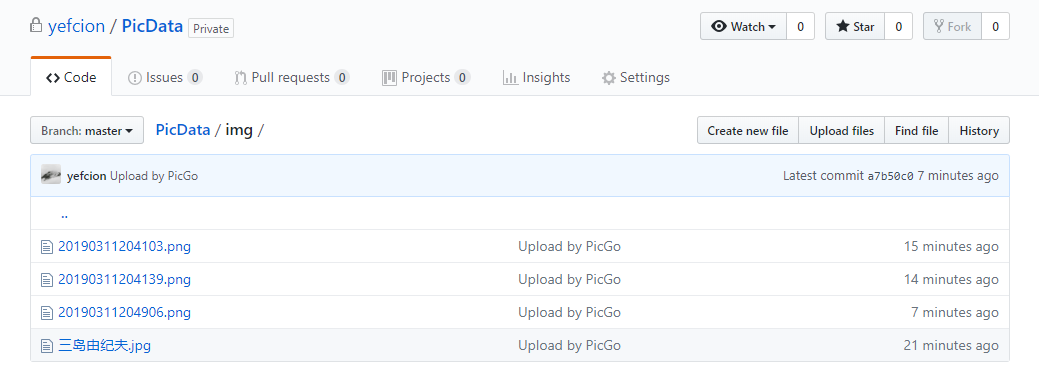 yefcion / PicData Private Watch 0 Star 0 Fork 0
Code Issues 0 Pull requests 0 Projects 0 Insights Settings
Branch: master PicData / img / Create new file Upload files Find file History
yefcion Upload by PicGo Latest commit a7b50c0 7 minutes ago
..
20190311204103.png Upload by PicGo 15 minutes ago
20190311204139.png Upload by PicGo 14 minutes ago
20190311204906.png Upload by PicGo 7 minutes ago
三岛由纪夫.jpg Upload by PicGo 21 minutes ago